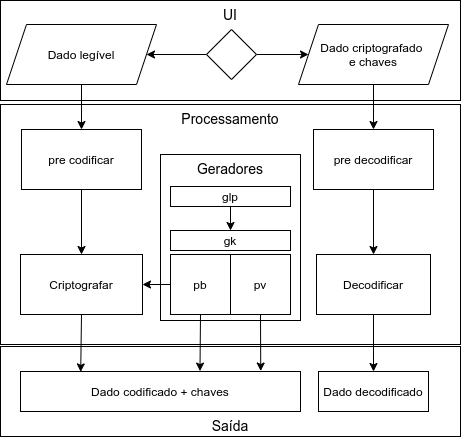 UI
Dado legível
Dado criptografado
e chaves
Processamento
pre codificar
pre decodificar
Geradores
glp
gk
Criptografar
pb
pv
Decodificar
Dado codificado + chaves
Dado decodificado
Saída